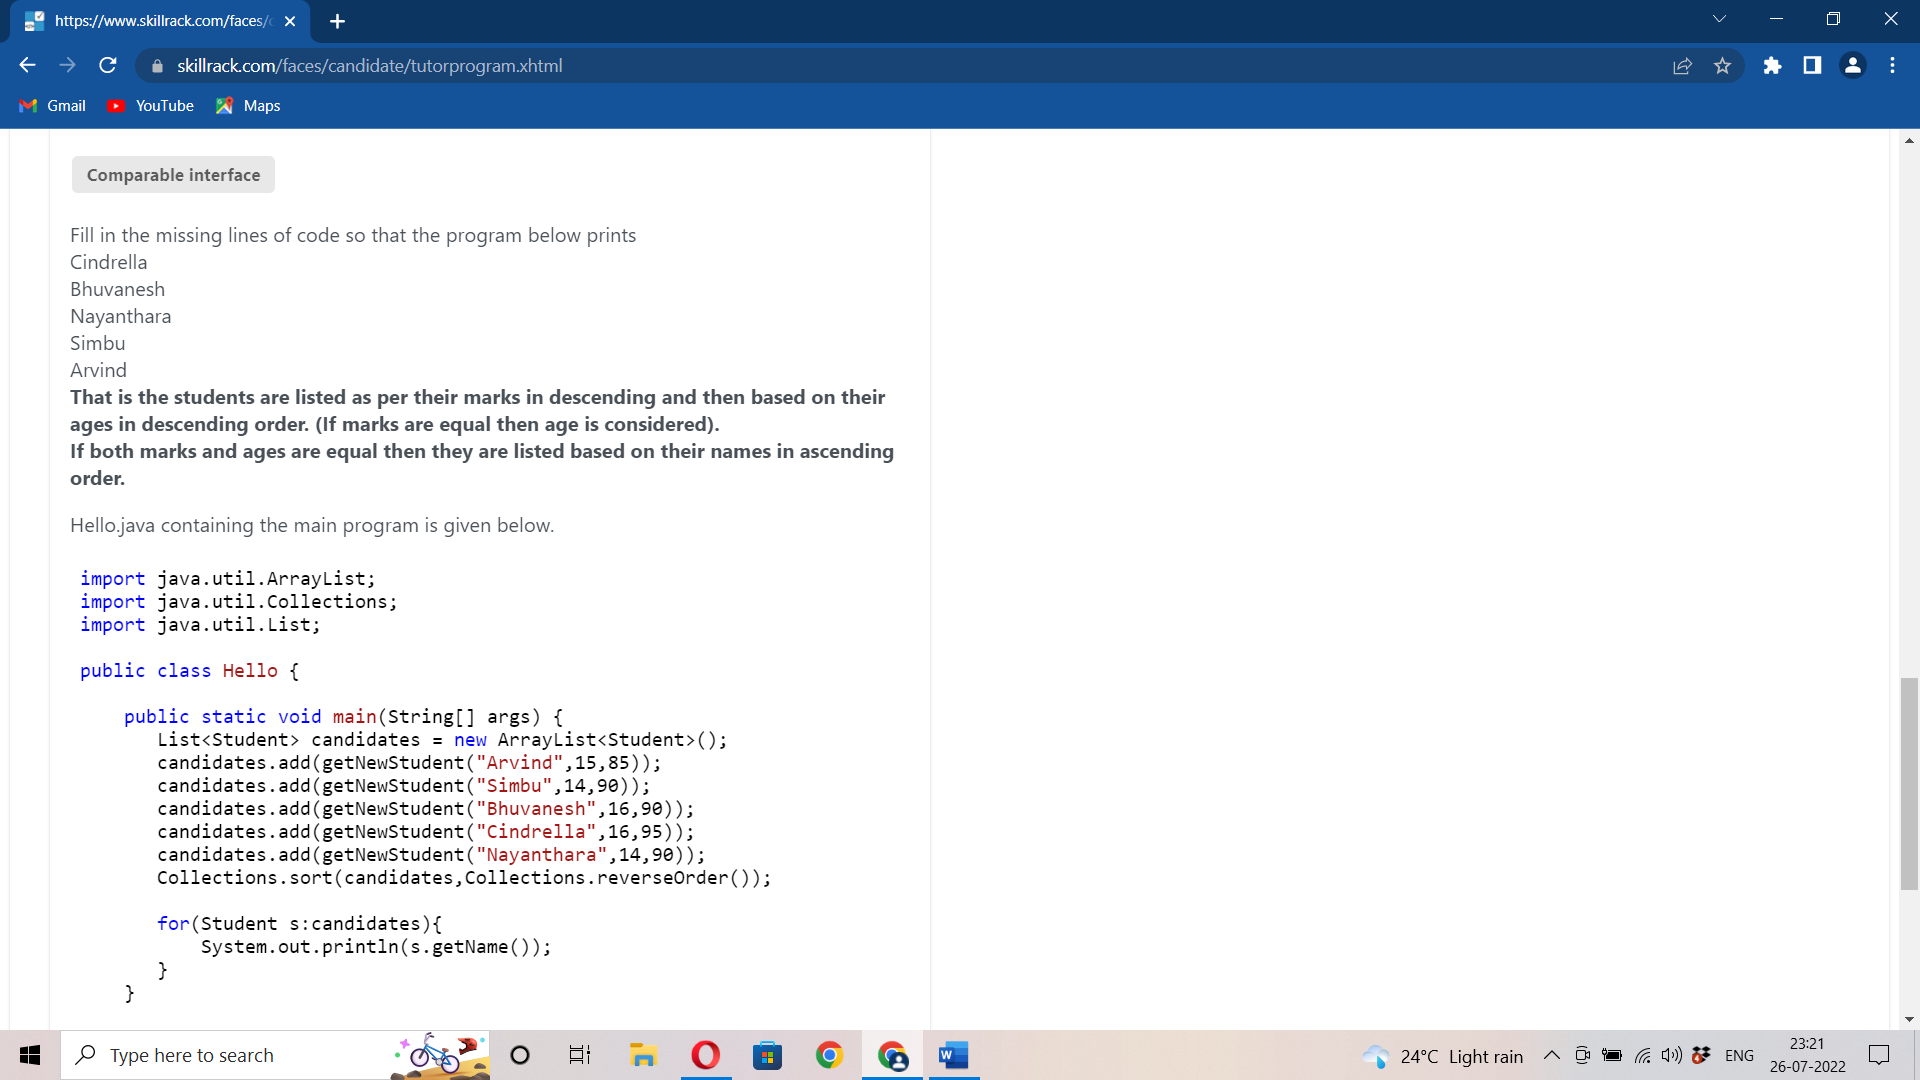 https://www.skillrack.com/faces/c
skillrack.com/faces/candidate/tutorprogram.xhtml
Gmail YouTube Maps
Comparable interface
Fill in the missing lines of code so that the program below prints
Cindrella
Bhuvanesh
Nayanthara
Simbu
Arvind
That is the students are listed as per their marks in descending and then based on their
ages in descending order. (If marks are equal then age is considered).
If both marks and ages are equal then they are listed based on their names in ascending
order.
Hello.java containing the main program is given below.
import java.util.ArrayList;
import java.util.Collections;
import java.util.List;
public class Hello {
public static void main(String[] args) {
List<Student> candidates = new ArrayList<Student>();
candidates.add(getNewStudent("Arvind",15,85));
candidates.add(getNewStudent("Simbu",14,90));
candidates.add(getNewStudent("Bhuvanesh",16,90));
candidates.add(getNewStudent("Cindrella",16,95));
candidates.add(getNewStudent("Nayanthara",14,90));
Collections.sort(candidates,Collections.reverseOrder());
for(Student s:candidates){
System.out.println(s.getName());
}
}
Type here to search
24°C Light rain
ENG
23:21
26-07-2022